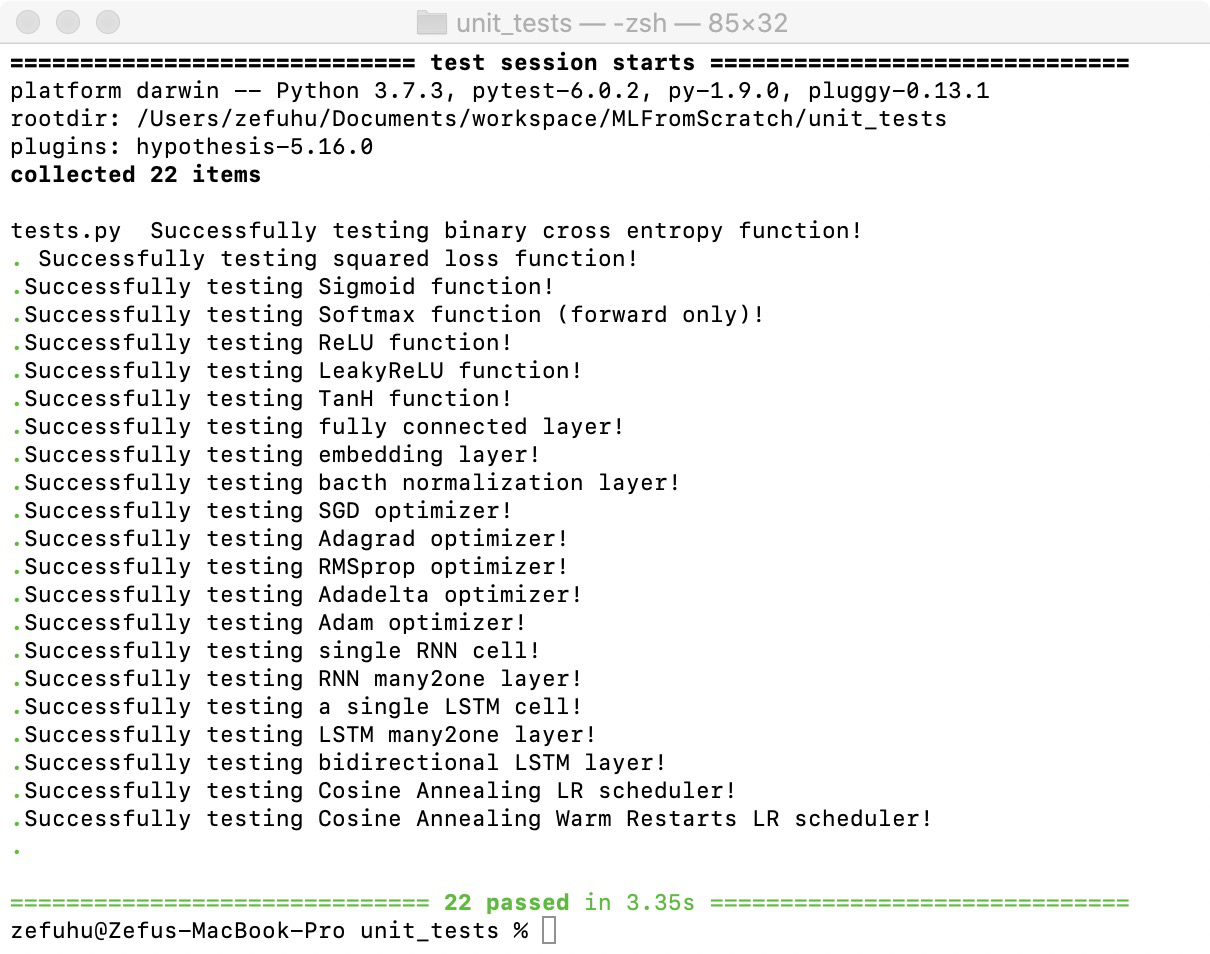 unit_tests — -zsh — 85×32
============================= test session starts ==============================
platform darwin -- Python 3.7.3, pytest-6.0.2, py-1.9.0, pluggy-0.13.1
rootdir: /Users/zefuhu/Documents/workspace/MLFromScratch/unit_tests
plugins: hypothesis-5.16.0
collected 22 items
tests.py  Successfully testing binary cross entropy function!
. Successfully testing squared loss function!
.Successfully testing Sigmoid function!
.Successfully testing Softmax function (forward only)!
.Successfully testing ReLU function!
.Successfully testing LeakyReLU function!
.Successfully testing TanH function!
.Successfully testing fully connected layer!
.Successfully testing embedding layer!
.Successfully testing bacth normalization layer!
.Successfully testing SGD optimizer!
.Successfully testing Adagrad optimizer!
.Successfully testing RMSprop optimizer!
.Successfully testing Adadelta optimizer!
.Successfully testing Adam optimizer!
.Successfully testing single RNN cell!
.Successfully testing RNN many2one layer!
.Successfully testing a single LSTM cell!
.Successfully testing LSTM many2one layer!
.Successfully testing bidirectional LSTM layer!
.Successfully testing Cosine Annealing LR scheduler!
.Successfully testing Cosine Annealing Warm Restarts LR scheduler!
.
============================== 22 passed in 3.35s ==============================
zefuhu@Zefus-MacBook-Pro unit_tests %